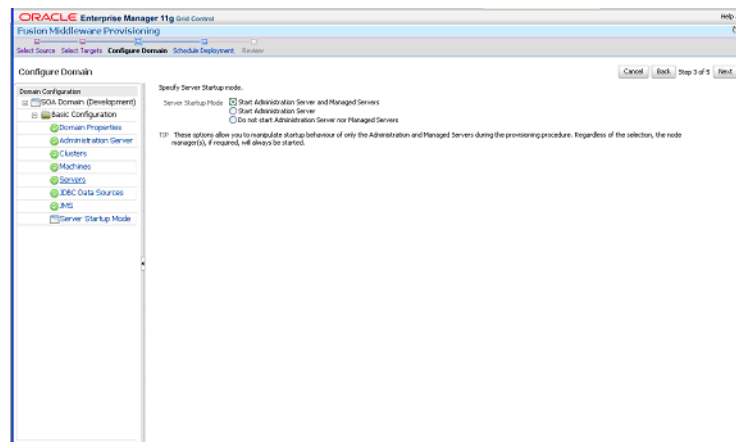 ORACLE Enterprise Manager 11g Grid Control
Help
Fusion Middleware Provisioning
Select Source Select Targets Configure Domain Schedule Deployment Review
Configure Domain
Cancel Back Step 3 of 5 Next
Domain Configuration
SOA Domain (Development)
Basic Configuration
Domain Properties
Administration Server
Clusters
Machines
Servers
JDBC Data Sources
JMS
Server Startup Mode
Specify Server Startup mode.
Server Startup Mode
Start Administration Server and Managed Servers
Start Administration Server
Do not start Administration Server nor Managed Servers
TIP These options allow you to manipulate startup behaviour of only the Administration and Managed Servers during the provisioning procedure. Regardless of the selection, the node
manager(s), if required, will always be started.